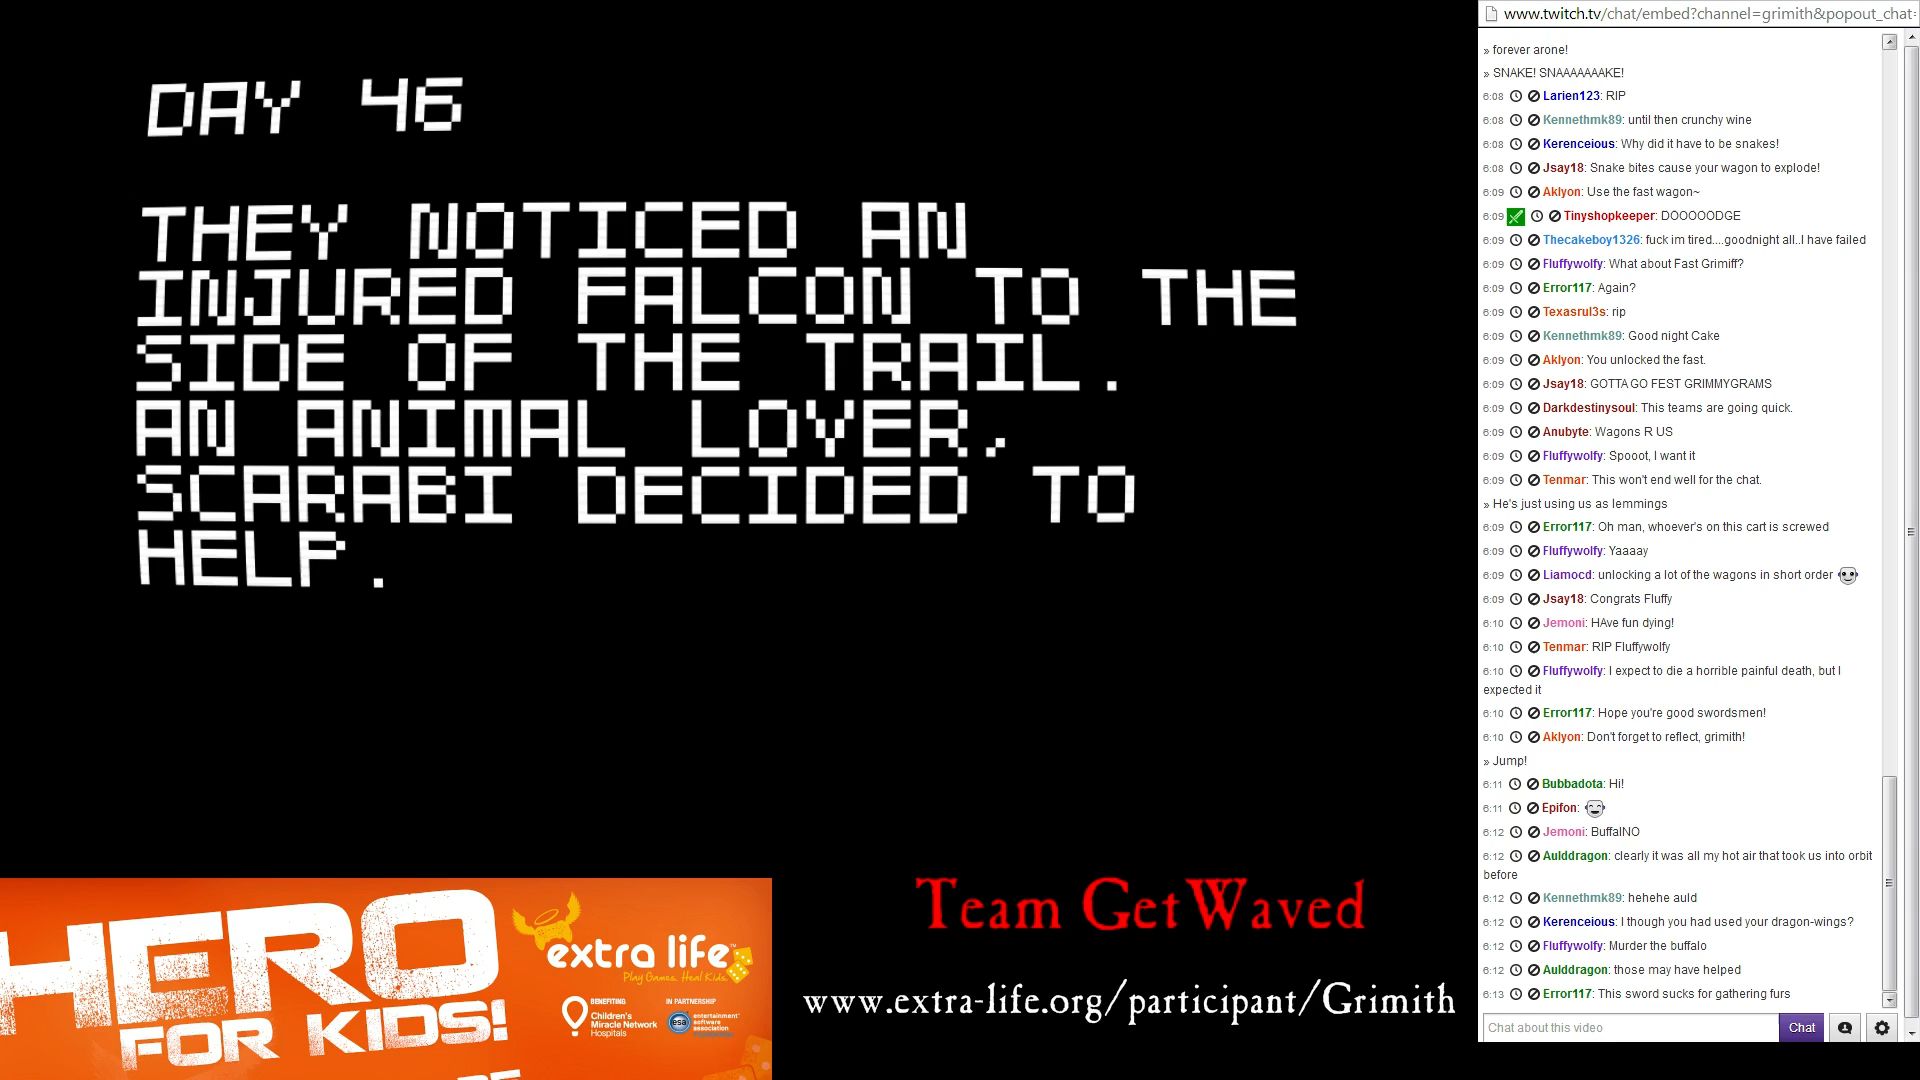 DAY 46
THEY NOTICED AN
INJURED FALCON TO THE
SIDE OF THE TRAIL.
AN ANIMAL LOVER,
SCARABI DECIDED TO
HELP.
HERO
FOR KIDS!
extra life™
Play Games. Heal Kids.
BENEFITING
Children's
Miracle Network
Hospitals
IN PARTNERSHIP
esa
entertainment
software
association
Team GetWaved
www.extra-life.org/participant/Grimith
www.twitch.tv/chat/embed?channel=grimith&popout_chat=
» forever arone!
» SNAKE! SNAAAAAAAKE!
6:08 Larien123: RIP
6:08 Kennethmk89: until then crunchy wine
6:08 Kerenceious: Why did it have to be snakes!
6:08 Jsay18: Snake bites cause your wagon to explode!
6:09 Aklyon: Use the fast wagon~
6:09 Tinyshopkeeper: DOOOOODGE
6:09 Thecakeboy1326: fuck im tired....goodnight all..I have failed
6:09 Fluffywolfy: What about Fast Grimiff?
6:09 Error117: Again?
6:09 Texasrul3s: rip
6:09 Kennethmk89: Good night Cake
6:09 Aklyon: You unlocked the fast.
6:09 Jsay18: GOTTA GO FEST GRIMMYGRAMS
6:09 Darkdestinysoul: This teams are going quick.
6:09 Anubyte: Wagons R US
6:09 Fluffywolfy: Spooot, I want it
6:09 Tenmar: This won't end well for the chat.
» He's just using us as lemmings
6:09 Error117: Oh man, whoever's on this cart is screwed
6:09 Fluffywolfy: Yaaaay
6:09 Liamocd: unlocking a lot of the wagons in short order
6:09 Jsay18: Congrats Fluffy
6:10 Jemoni: HAve fun dying!
6:10 Tenmar: RIP Fluffywolfy
6:10 Fluffywolfy: I expect to die a horrible painful death, but I
expected it
6:10 Error117: Hope you're good swordsmen!
6:10 Aklyon: Don't forget to reflect, grimith!
» Jump!
6:11 Bubbadota: Hi!
6:11 Epifon:
6:12 Jemoni: BuffalNO
6:12 Aulddragon: clearly it was all my hot air that took us into orbit
before
6:12 Kennethmk89: hehehe auld
6:12 Kerenceious: I though you had used your dragon-wings?
6:12 Fluffywolfy: Murder the buffalo
6:12 Aulddragon: those may have helped
6:13 Error117: This sword sucks for gathering furs
Chat about this video
Chat